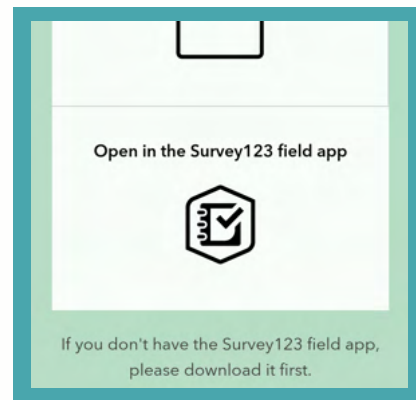 Open in the Survey123 field app
If you don't have the Survey123 field app,
please download it first.